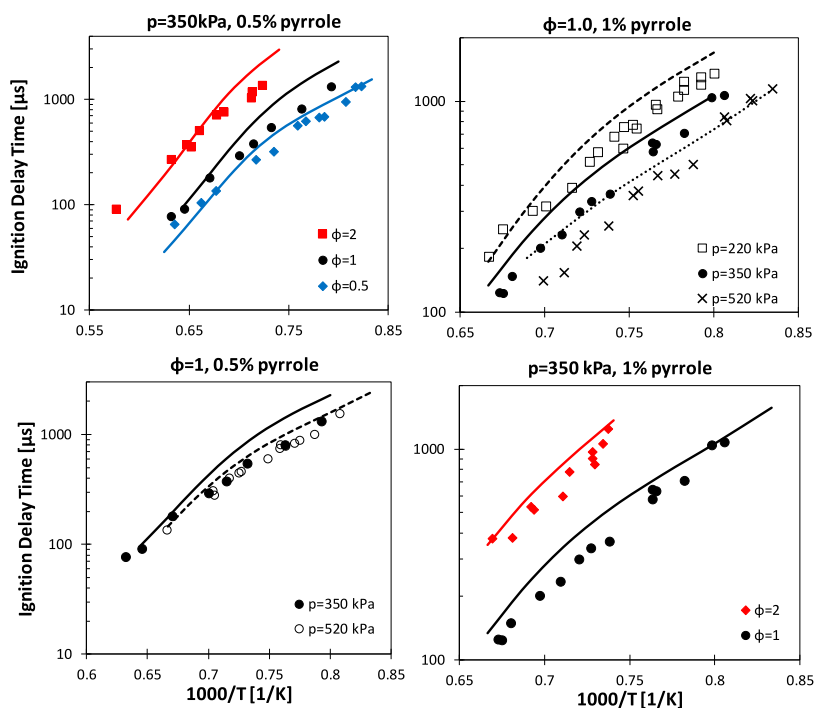 p=350kPa, 0.5% pyrrole
Ignition Delay Time [µs]
1000
100
10
0.55
0.65
0.75
0.85
ϕ=2
ϕ=1
ϕ=0.5
ϕ=1.0, 1% pyrrole
1000
100
0.65
0.7
0.75
0.8
0.85
p=220 kPa
p=350 kPa
p=520 kPa
ϕ=1, 0.5% pyrrole
Ignition Delay Time [µs]
1000
100
10
0.6
0.65
0.7
0.75
0.8
0.85
1000/T [1/K]
p=350 kPa
p=520 kPa
p=350 kPa, 1% pyrrole
1000
100
0.65
0.7
0.75
0.8
0.85
1000/T [1/K]
ϕ=2
ϕ=1